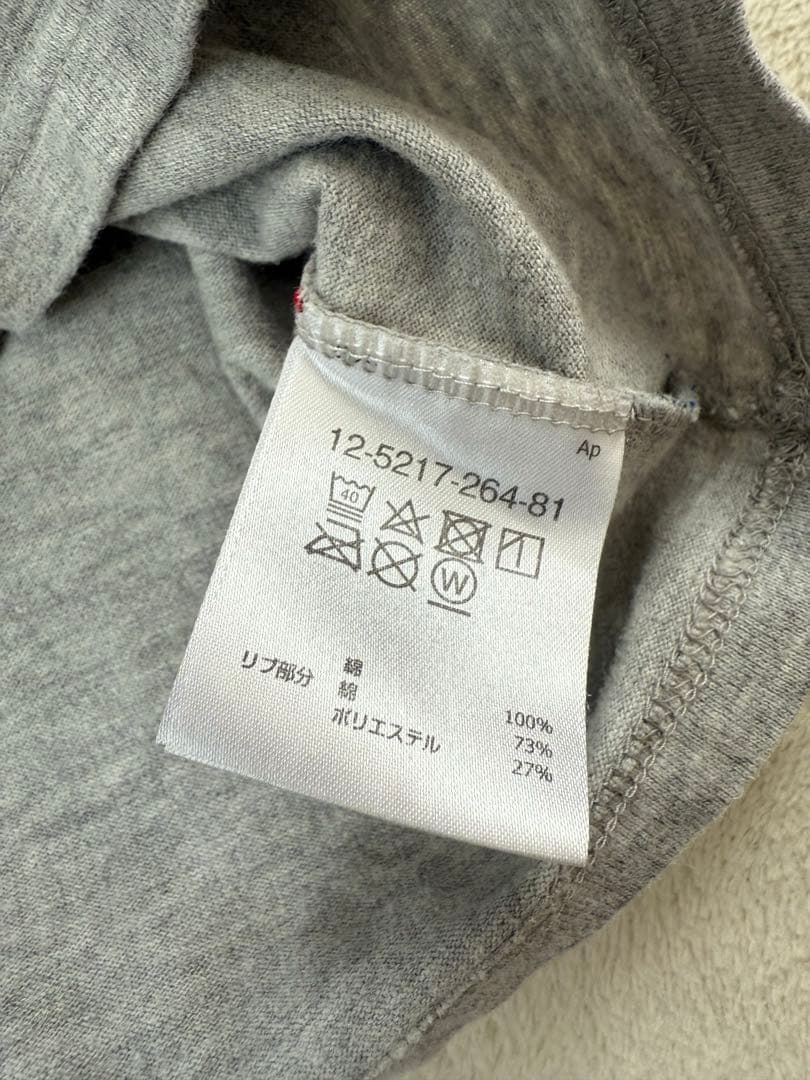 Ap
12-5217-264-81
40
W
綿 100%
リブ部分 綿 73%
ポリエステル 27%